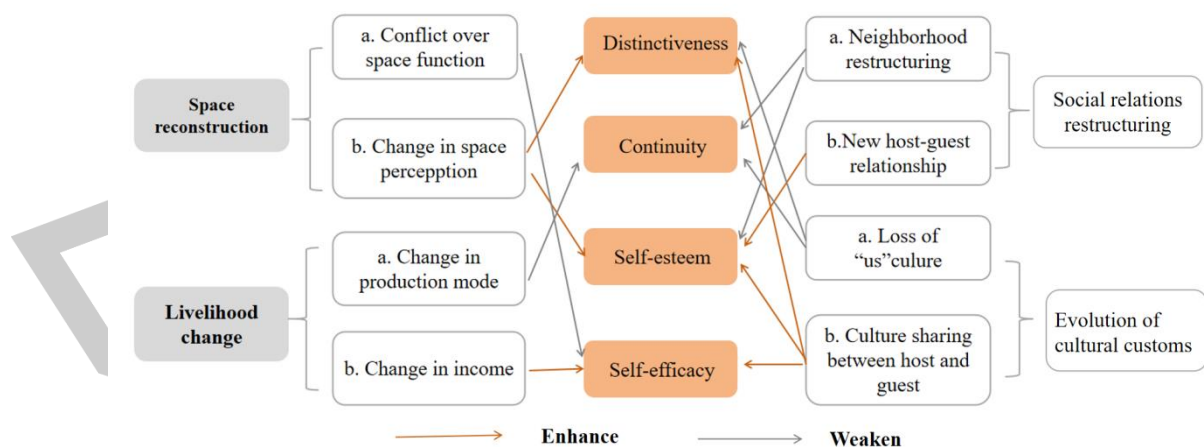 Space
reconstruction
a. Conflict over
space function
b. Change in space
percepption
Livelihood
change
a. Change in
production mode
b. Change in income
Distinctiveness
Continuity
Self-esteem
Self-efficacy
a. Neighborhood
restructuring
b.New host-guest
relationship
Social relations
restructuring
a. Loss of
“us”culure
b. Culture sharing
between host and
guest
Evolution of
cultural customs
Enhance
Weaken